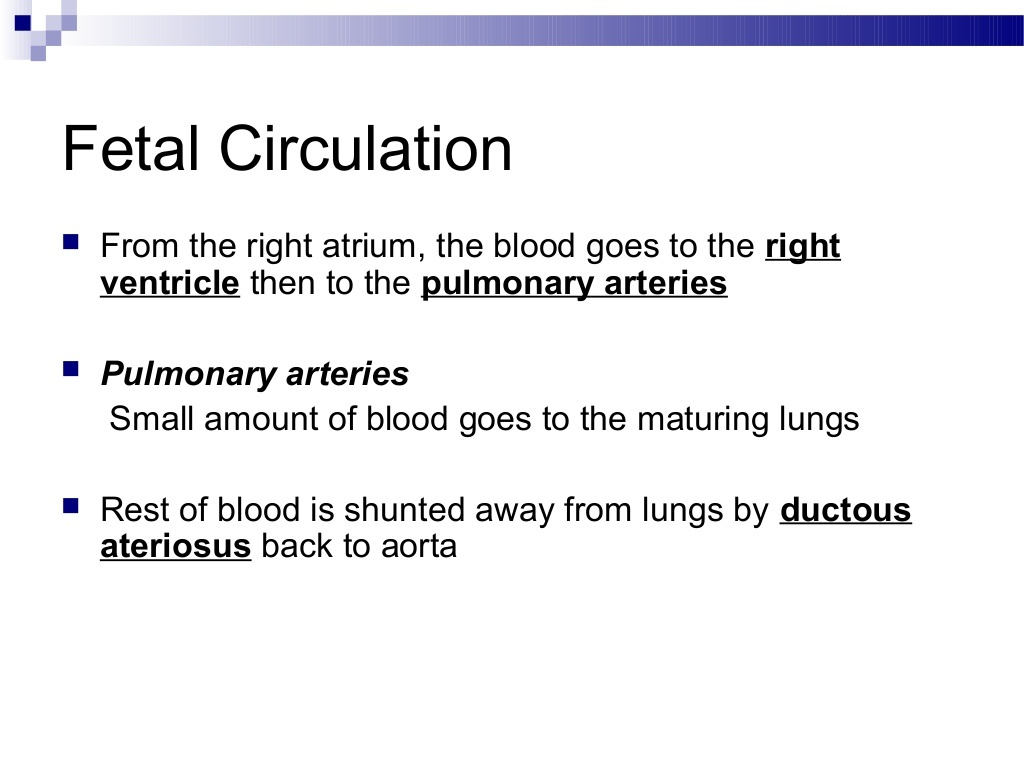 Fetal Circulation
From the right atrium, the blood goes to the right
ventricle then to the pulmonary arteries
Pulmonary arteries
Small amount of blood goes to the maturing lungs
Rest of blood is shunted away from lungs by ductous
ateriosus back to aorta